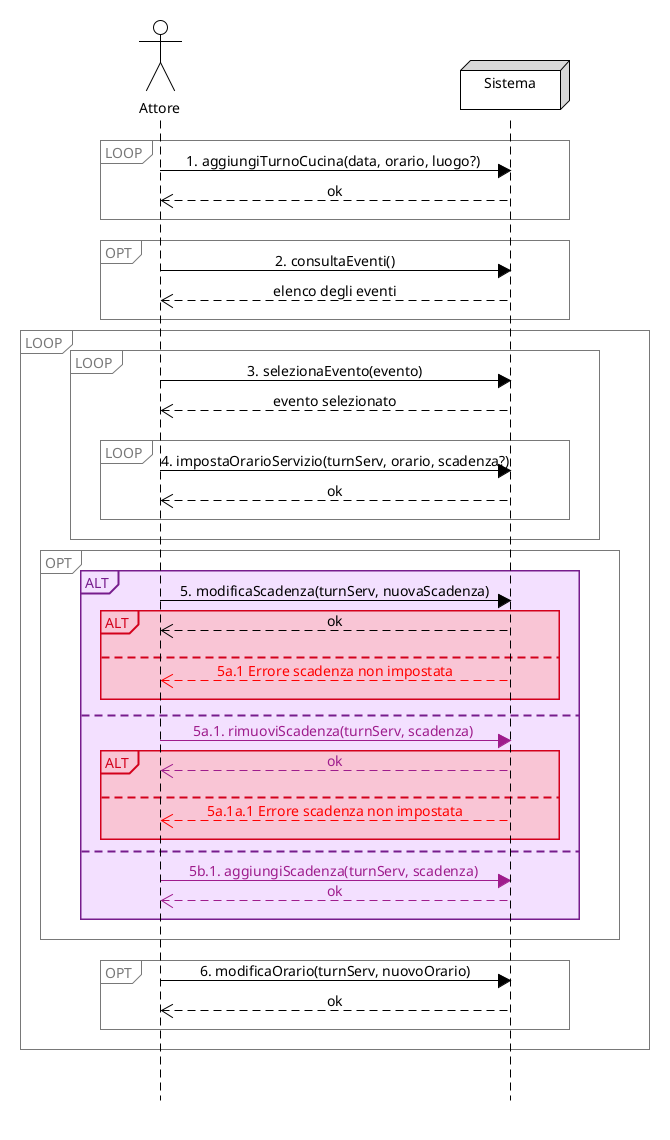 Sistema
Attore
LOOP
1. aggiungiTurnoCucina(data, orario, luogo?)
ok
OPT
2. consultaEventi()
elenco degli eventi
LOOP
LOOP
3. selezionaEvento(evento)
evento selezionato
LOOP
4. impostaOrarioServizio(turnServ, orario, scadenza?)
ok
OPT
ALT
5. modificaScadenza(turnServ, nuovaScadenza)
ALT
ok
5a.1 Errore scadenza non impostata
5a.1. rimuoviScadenza(turnServ, scadenza)
ALT
ok
5a.1a.1 Errore scadenza non impostata
5b.1. aggiungiScadenza(turnServ, scadenza)
ok
OPT
6. modificaOrario(turnServ, nuovoOrario)
ok